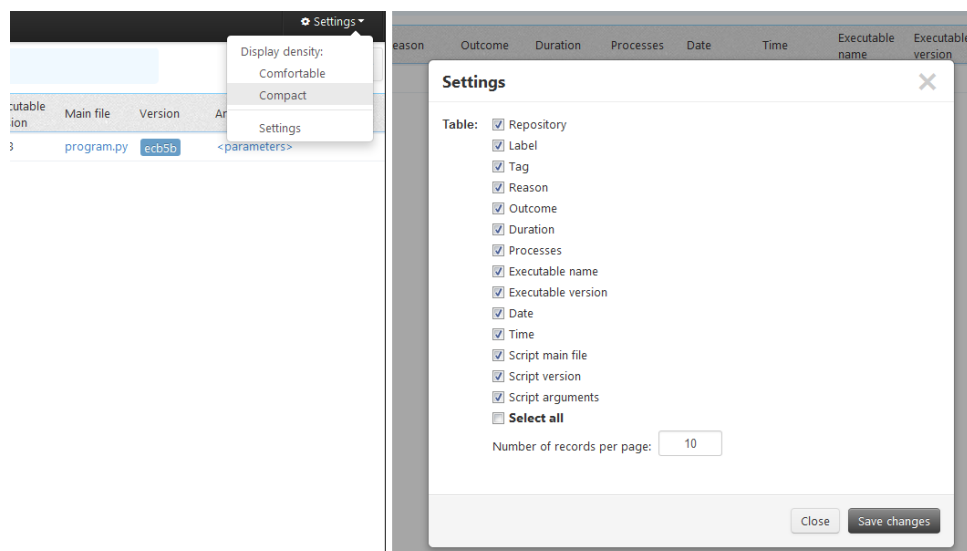 Settings
Display density:
Comfortable
Compact
Settings
cutable Main file Version Ar
ion
3 program.py ecb5b <parameters>
eason Outcome Duration Processes Date Time Executable name Executable version
Settings
Table: Repository
Label
Tag
Reason
Outcome
Duration
Processes
Executable name
Executable version
Date
Time
Script main file
Script version
Script arguments
Select all
Number of records per page: 10
Close Save changes